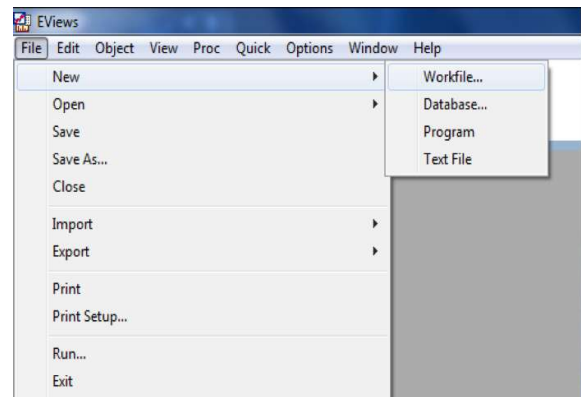 EViews
File Edit Object View Proc Quick Options Window Help
New
Workfile...
Open
Database...
Save
Program
Save As...
Text File
Close
Import
Export
Print
Print Setup...
Run...
Exit